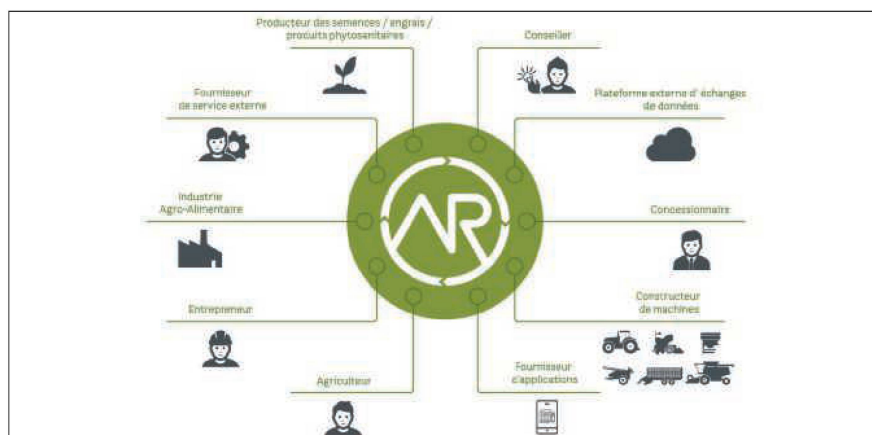 Producteur des semences / engrais /
produits phytosanitaires
Conseiller
Fournisseur
de service externe
Plateforme externe d' échanges
de données
Industrie
Agro-Alimentaire
AR
Concessionnaire
Entrepreneur
Constructeur
de machines
Agriculteur
Fournisseur
d'applications